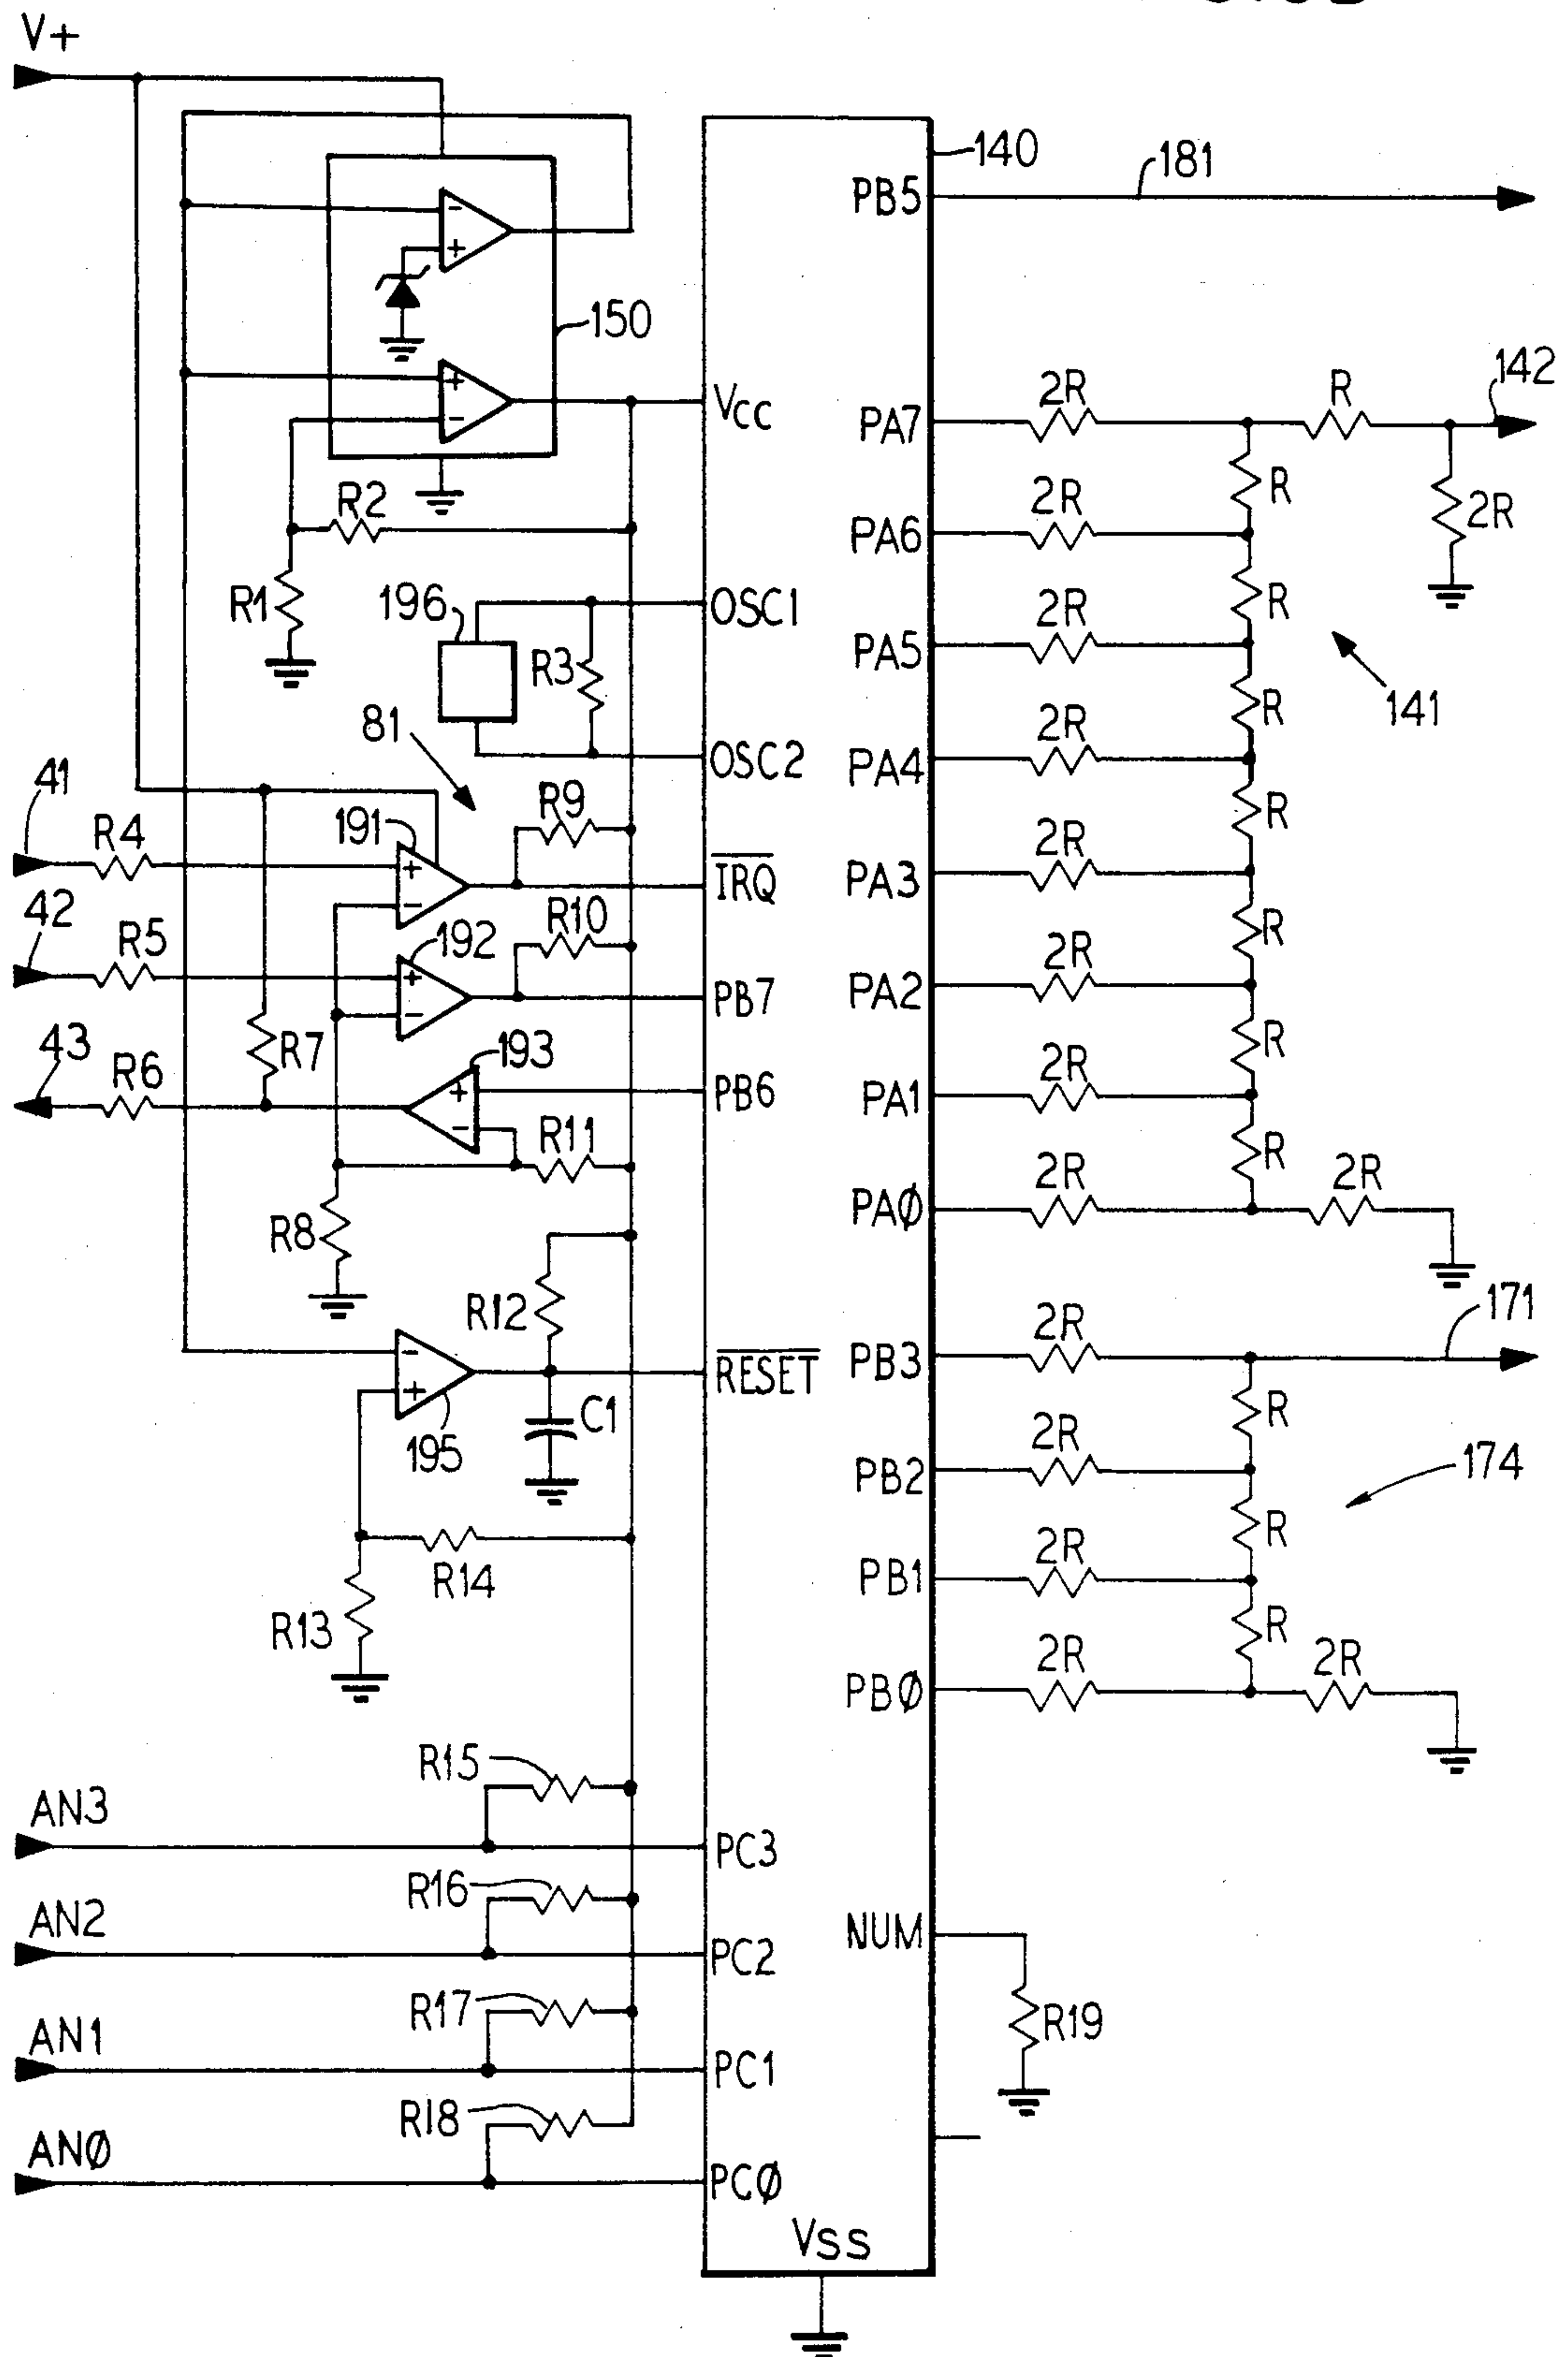 V+
140
PB5
181
150
VCC
PA7
2R
R
142
R
2R
R2
PA6
2R
R
R1
196
OSC1
R3
PA5
2R
R
141
81
OSC2
PA4
2R
R
41
R4
191
R9
IRQ
PA3
2R
R
42
R5
192
R10
PB7
PA2
2R
R
43
R6
R7
193
PB6
PA1
2R
R
R11
R8
PAØ
2R
2R
R12
171
RESET
PB3
2R
R
C1
195
PB2
2R
R
174
R14
R13
PB1
2R
R
PBØ
2R
2R
R15
AN3
PC3
R16
AN2
PC2
NUM
R17
AN1
PC1
R19
R18
ANØ
PCØ
VSS